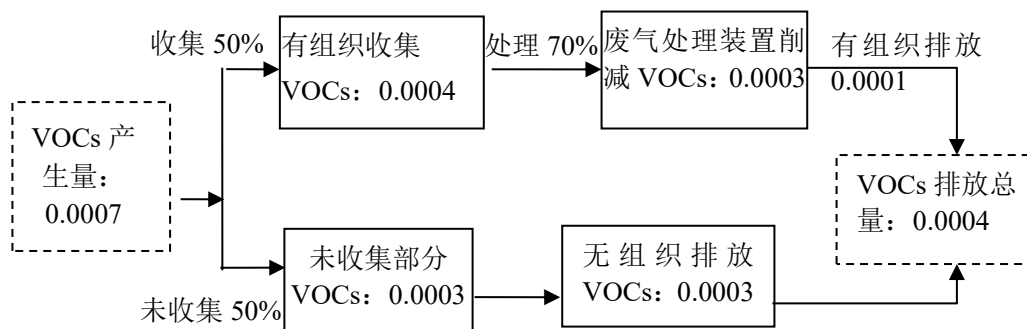 收集 50%
有组织收集
VOCs：0.0004
处理 70%
废气处理装置削
减 VOCs：0.0003
有组织排放
0.0001
VOCs 产
生量：
0.0007
VOCs 排放总
量：0.0004
未收集 50%
未收集部分
VOCs：0.0003
无组织排放
VOCs：0.0003